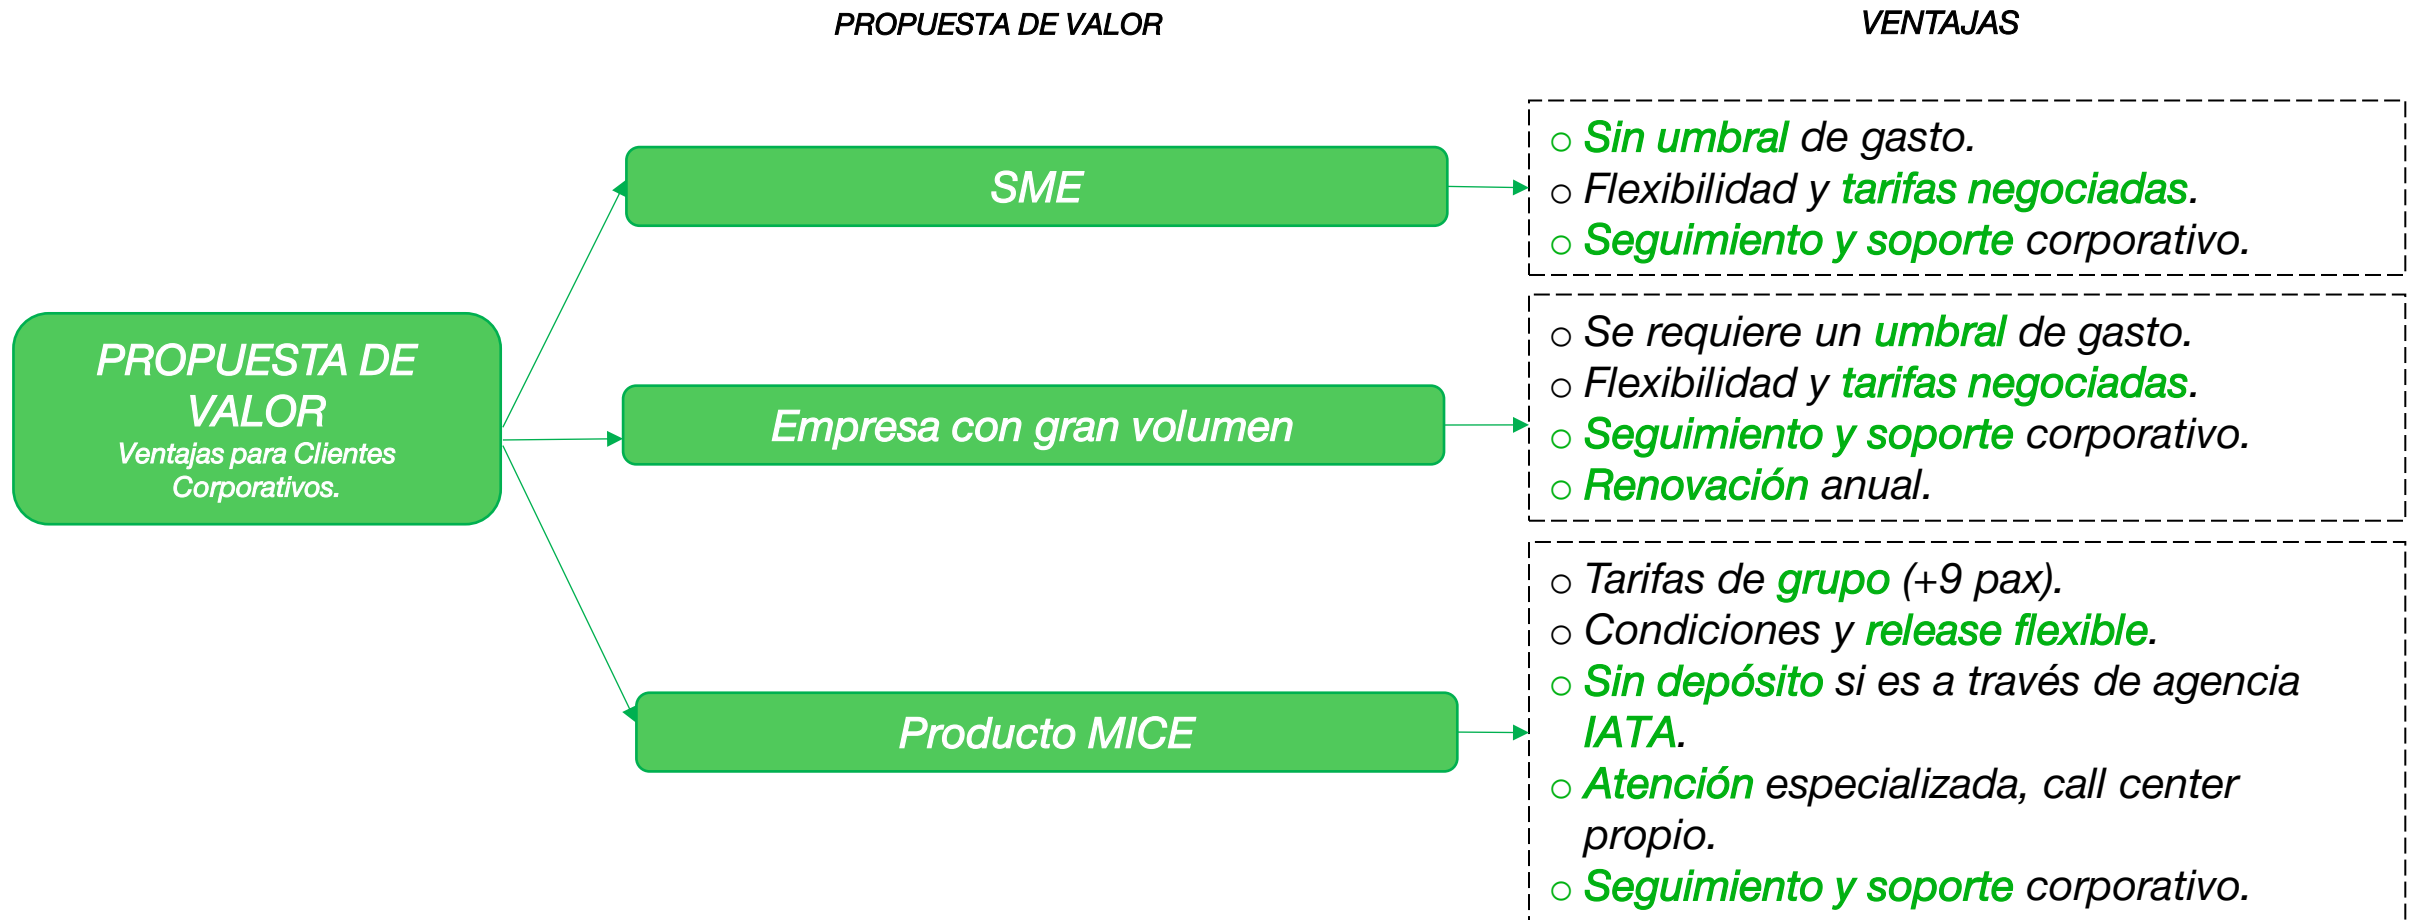 PROPUESTA DE VALOR
VENTAJAS
PROPUESTA DE
VALOR
Ventajas para Clientes
Corporativos.
SME
Sin umbral de gasto.
Flexibilidad y tarifas negociadas.
Seguimiento y soporte corporativo.
Empresa con gran volumen
Se requiere un umbral de gasto.
Flexibilidad y tarifas negociadas.
Seguimiento y soporte corporativo.
Renovación anual.
Producto MICE
Tarifas de grupo (+9 pax).
Condiciones y release flexible.
Sin depósito si es a través de agencia
IATA.
Atención especializada, call center
propio.
Seguimiento y soporte corporativo.